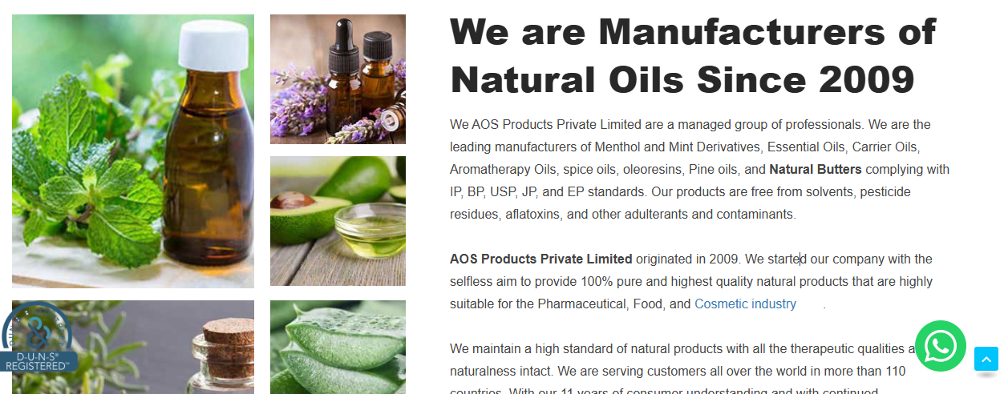 We are Manufacturers of
Natural Oils Since 2009
We AOS Products Private Limited are a managed group of professionals. We are the
leading manufacturers of Menthol and Mint Derivatives, Essential Oils, Carrier Oils,
Aromatherapy Oils, spice oils, oleoresins, Pine oils, and Natural Butters complying with
IP, BP, USP, JP, and EP standards. Our products are free from solvents, pesticide
residues, aflatoxins, and other adulterants and contaminants.
AOS Products Private Limited originated in 2009. We started our company with the
selfless aim to provide 100% pure and highest quality natural products that are highly
suitable for the Pharmaceutical, Food, and Cosmetic industry .
We maintain a high standard of natural products with all the therapeutic qualities a
naturalness intact. We are serving customers all over the world in more than 110
countries. With our 11 years of consumer understanding and with continued
D-U-N-S®
REGISTERED™